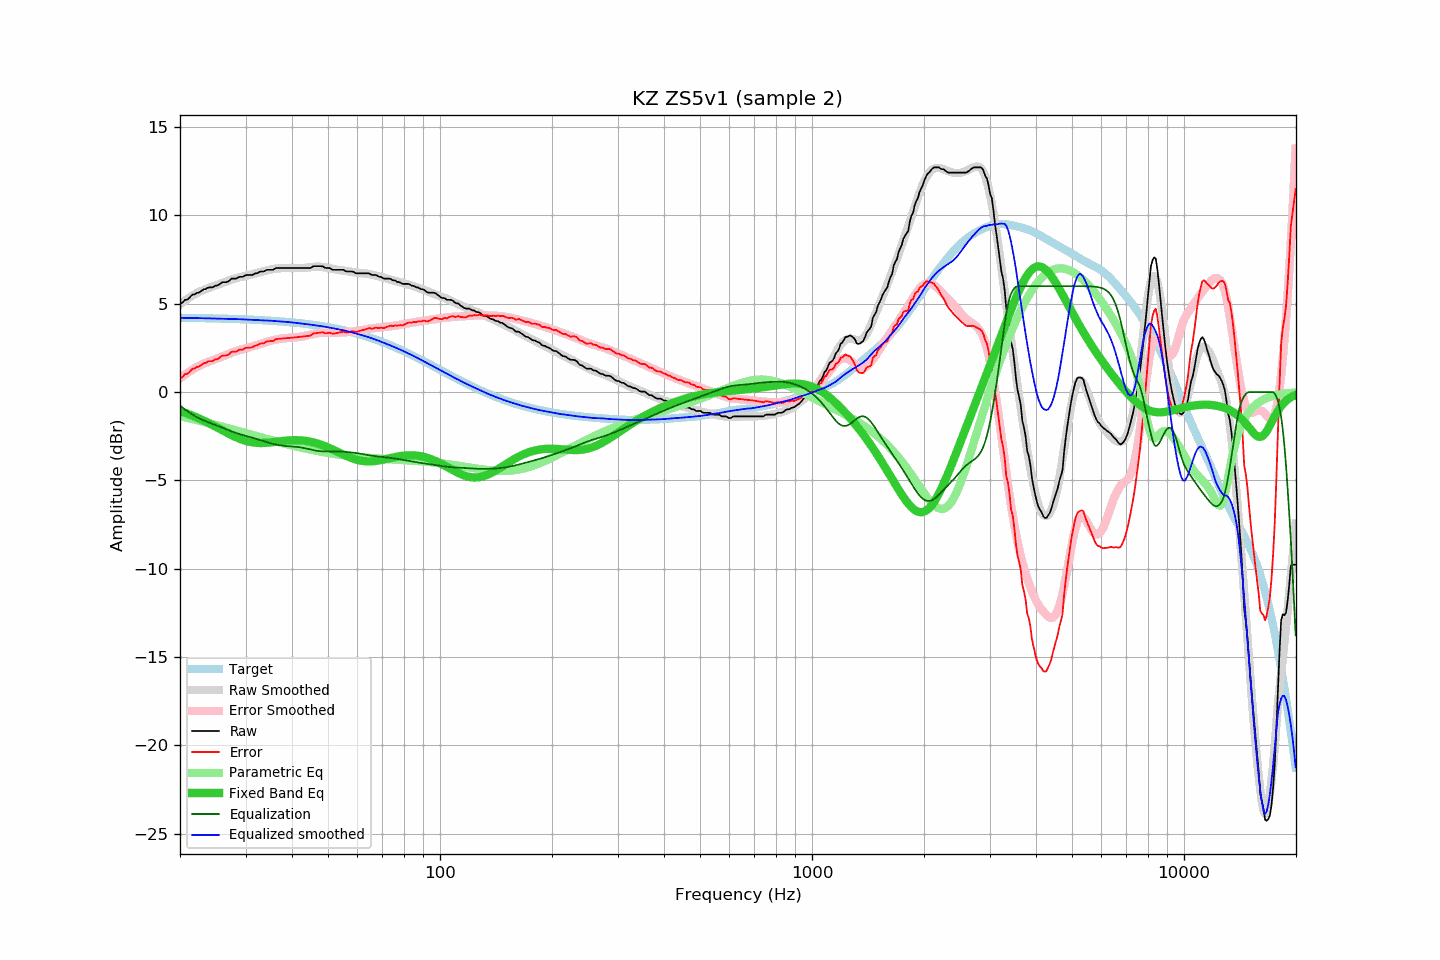 KZ ZS5v1 (sample 2)
15
10
5
0
−5
−10
−15
−20
−25
Amplitude (dBr)
Target
Raw Smoothed
Error Smoothed
Raw
Error
Parametric Eq
Fixed Band Eq
Equalization
Equalized smoothed
100 1000 10000
Frequency (Hz)